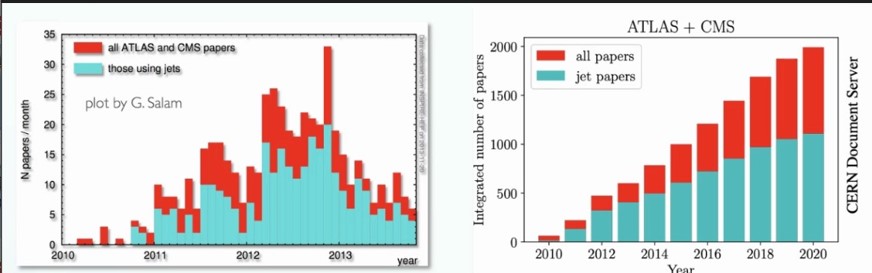 35
30
25
20
15
10
5
0
N papers / month
all ATLAS and CMS papers
those using jets
plot by G. Salam
2010
2011
2012
2013
year
ATLAS + CMS
2000
1500
1000
500
0
Integrated number of papers
all papers
jet papers
2010
2012
2014
2016
2018
2020
Year
CERN Document Server